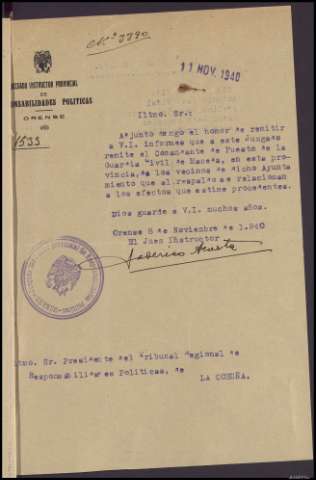 11 NOV. 1940
JUZGADO INSTRUCTOR PROVINCIAL
DE
RESPONSABILIDADES POLITICAS
ORENSE
1533
Iltmo. Sr:
Adjunto tengo el honor de remitir
a V.I. informes que a este Juzgado
remite el Comandante de Puesto de la
Guardia Civil de Maceda, en esta pro-
vincia, de los vecinos de dicho Ayunta
miento que al respaldo se relacionan
a los efectos que estime procedentes.
Dios guarde a V.I. muchos años.
Orense 8 de Noviembre de 1.940
El Juez Instructor
Federico Acosta
Iltmo. Sr. Presidente del Tribunal Regional de
Responsabilidades Politicas, de
LA CORUÑA.